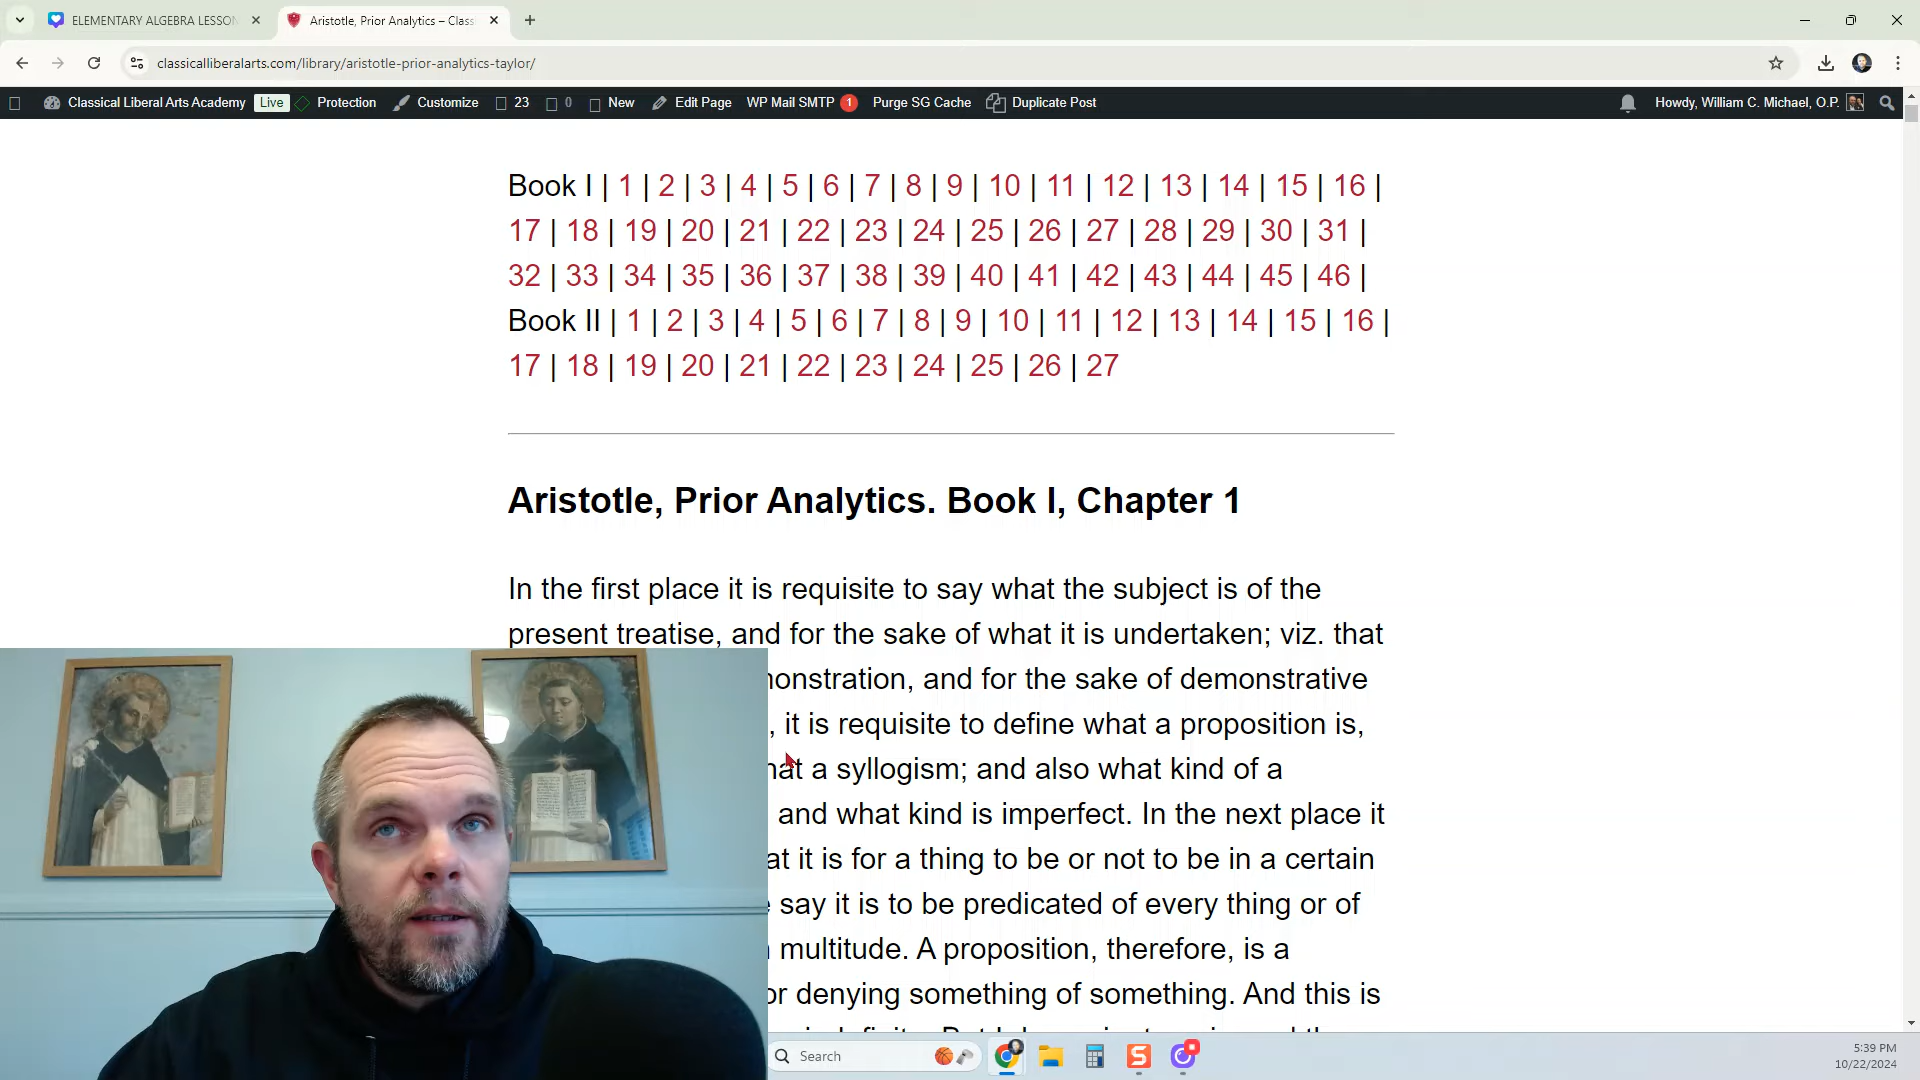 ELEMENTARY ALGEBRA LESSON
Aristotle, Prior Analytics – Class
classicalliberalarts.com/library/aristotle-prior-analytics-taylor/
Classical Liberal Arts Academy Live Protection Customize 23 0 New Edit Page WP Mail SMTP 1 Purge SG Cache Duplicate Post Howdy, William C. Michael, O.P.
Book I | 1 | 2 | 3 | 4 | 5 | 6 | 7 | 8 | 9 | 10 | 11 | 12 | 13 | 14 | 15 | 16 |
17 | 18 | 19 | 20 | 21 | 22 | 23 | 24 | 25 | 26 | 27 | 28 | 29 | 30 | 31 |
32 | 33 | 34 | 35 | 36 | 37 | 38 | 39 | 40 | 41 | 42 | 43 | 44 | 45 | 46 |
Book II | 1 | 2 | 3 | 4 | 5 | 6 | 7 | 8 | 9 | 10 | 11 | 12 | 13 | 14 | 15 | 16 |
17 | 18 | 19 | 20 | 21 | 22 | 23 | 24 | 25 | 26 | 27
Aristotle, Prior Analytics. Book I, Chapter 1
In the first place it is requisite to say what the subject is of the
present treatise, and for the sake of what it is undertaken; viz. that
onstration, and for the sake of demonstrative
, it is requisite to define what a proposition is,
at a syllogism; and also what kind of a
and what kind is imperfect. In the next place it
at it is for a thing to be or not to be in a certain
say it is to be predicated of every thing or of
multitude. A proposition, therefore, is a
or denying something of something. And this is
Search
5:39 PM
10/22/2024